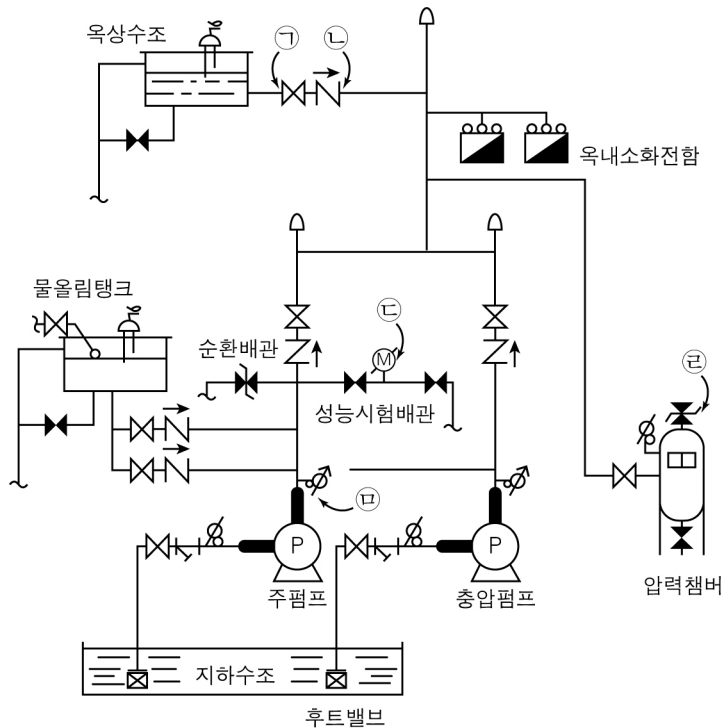 옥상수조
㉠
㉡
옥내소화전함
물올림탱크
순환배관
㉢
M
성능시험배관
㉣
㉤
P
P
주펌프
충압펌프
압력챔버
지하수조
후트밸브